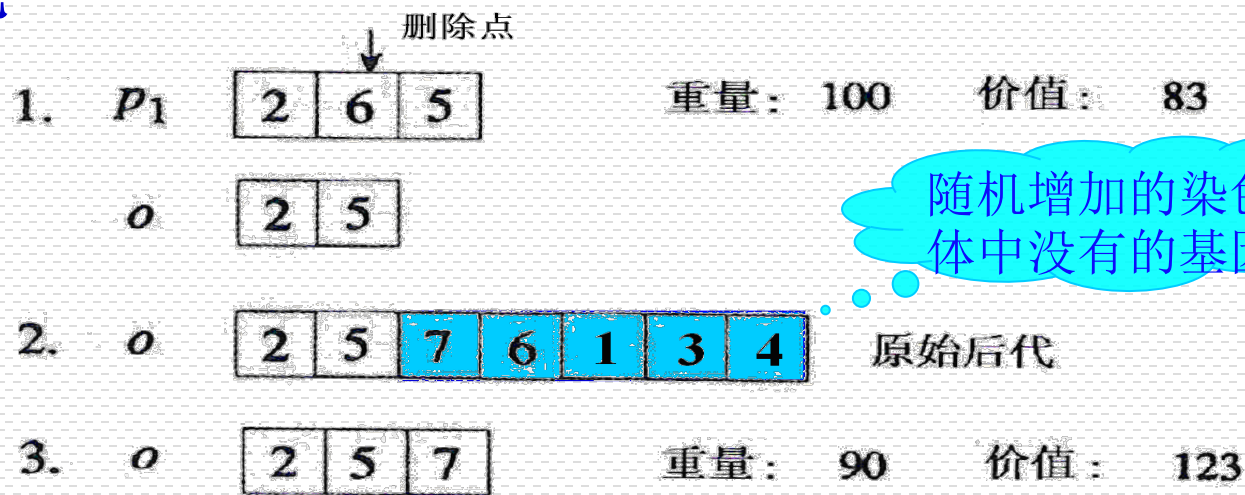 删除点
1. p1 2 6 5 重量: 100 价值: 83
o 2 5
随机增加的染色
体中没有的基因
2. o 2 5 7 6 1 3 4 原始后代
3. o 2 5 7 重量: 90 价值: 123